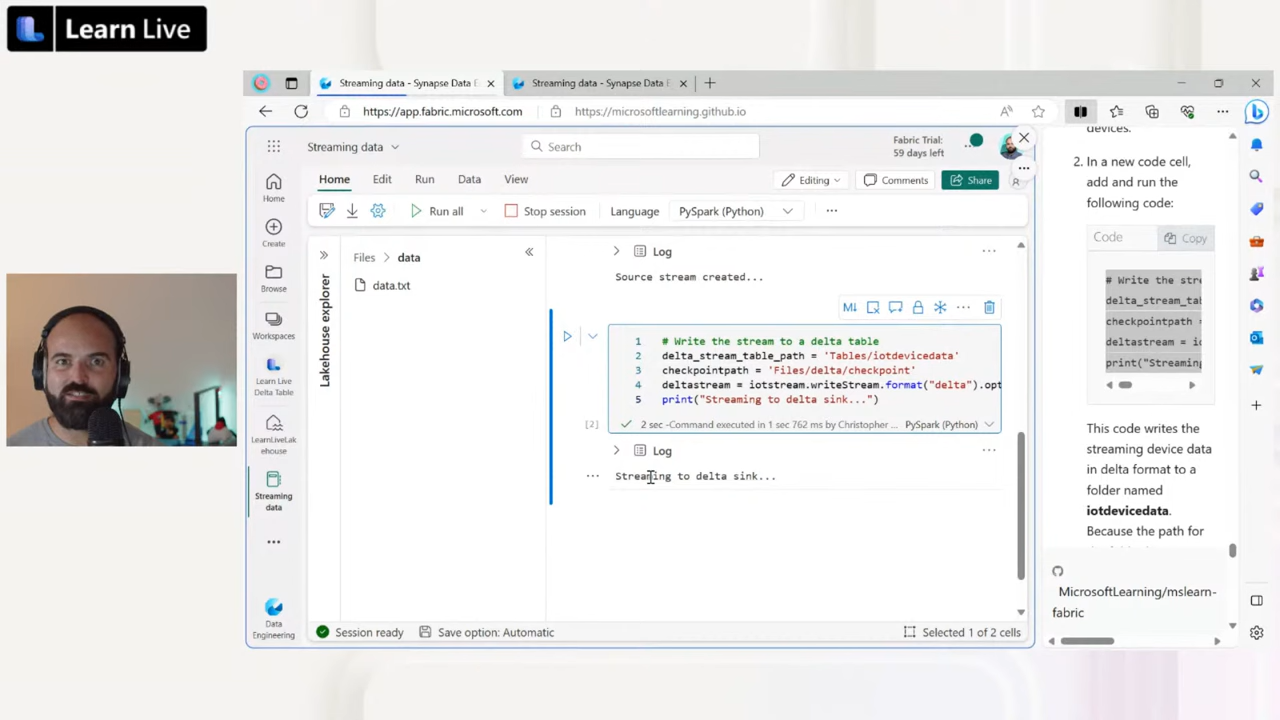 Learn Live
Streaming data - Synapse Data E
Streaming data - Synapse Data E
https://app.fabric.microsoft.com
https://microsoftlearning.github.io
Streaming data
Search
Fabric Trial:
59 days left
Home
Edit
Run
Data
View
Editing
Comments
Share
Run all
Stop session
Language
PySpark (Python)
Home
Create
Browse
Workspaces
Learn Live
Delta Table
LearnLiveLak
ehouse
Streaming
data
Data
Engineering
Lakehouse explorer
Files > data
data.txt
Log
Source stream created...
M↓
1 # Write the stream to a delta table
2 delta_stream_table_path = 'Tables/iotdevicedata'
3 checkpointpath = 'Files/delta/checkpoint'
4 deltastream = iotstream.writeStream.format("delta").opt
5 print("Streaming to delta sink...")
[2]
2 sec -Command executed in 1 sec 762 ms by Christopher ...
PySpark (Python)
Log
Streaming to delta sink...
Session ready
Save option: Automatic
Selected 1 of 2 cells
devices.
2. In a new code cell,
add and run the
following code:
Code
Copy
# Write the stre
delta_stream_tab
checkpointpath =
deltastream = io
print("Streaming
This code writes the
streaming device data
in delta format to a
folder named
iotdevicedata.
Because the path for
MicrosoftLearning/mslearn-
fabric